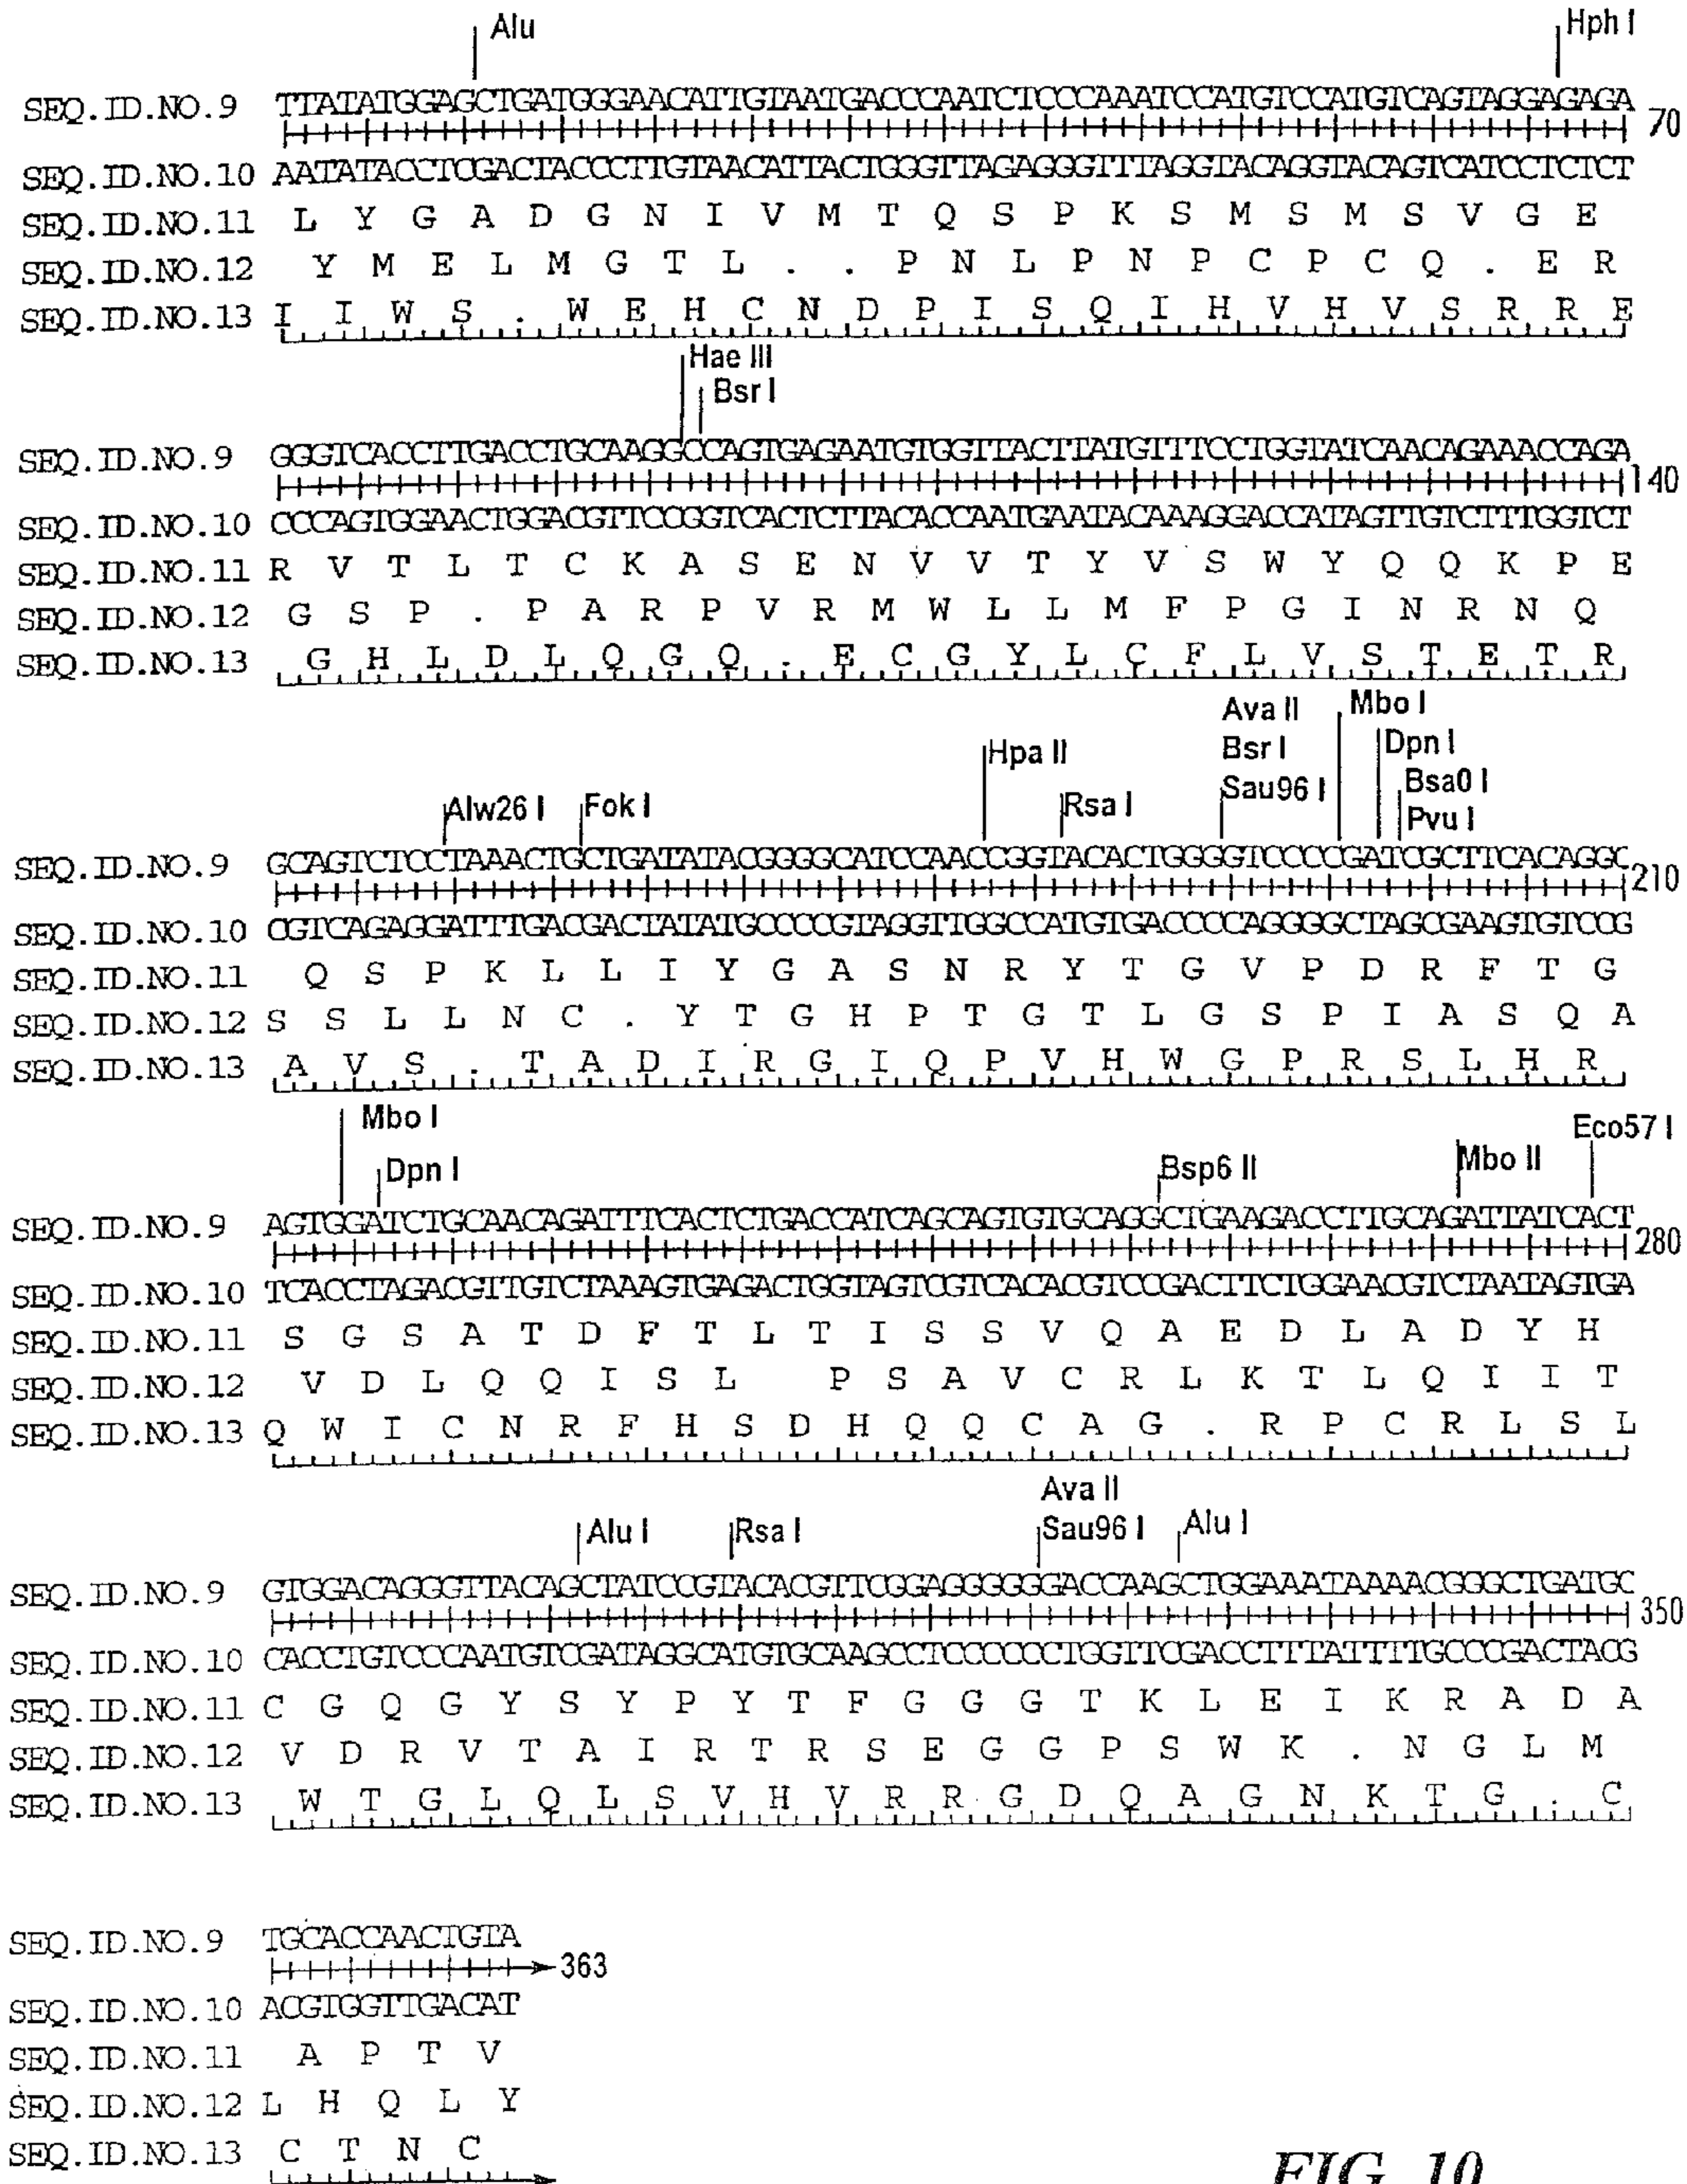 Alu Hph I
SEQ.ID.NO.9 TTATATGGAGCTGATGGGAACATTGTAATGACCCAATCTCCCAAATCCATGTCCATGTCAGTAGGAGAGA
70
SEQ.ID.NO.10 AATATACCTCGACTACCCTTGTAACATTACTGGGTTAGAGGGTTTAGGTACAGGTACAGTCATCCTCTCT
SEQ.ID.NO.11 L Y G A D G N I V M T Q S P K S M S M S V G E
SEQ.ID.NO.12 Y M E L M G T L . . P N L P N P C P C Q . E R
SEQ.ID.NO.13 I I W S . W E H C N D P I S Q I H V H V S R R E
Hae III
Bsr I
SEQ.ID.NO.9 GGGTCACCTTGACCTGCAAGGCCAGTGAGAATGTGGTTACTTATGTTTCCTGGTATCAACAGAAACCAGA
140
SEQ.ID.NO.10 CCCAGTGGAACTGGACGTTCCGGTCACTCTTACACCAATGAATACAAAGGACCATAGTTGTCTTTGGTCT
SEQ.ID.NO.11 R V T L T C K A S E N V V T Y V S W Y Q Q K P E
SEQ.ID.NO.12 G S P . P A R P V R M W L L M F P G I N R N Q
SEQ.ID.NO.13 G H L D L Q G Q . E C G Y L C F L V S T E T R
Ava II Mbo I
Hpa II Bsr I Dpn I
Alw26 I Fok I Rsa I Sau96 I Bsa0 I
Pvu I
SEQ.ID.NO.9 GCAGTCTCCTAAACTGCTGATATACGGGGCATCCAACCGGTACACTGGGGTCCCCGATCGCTTCACAGGC
210
SEQ.ID.NO.10 CGTCAGAGGATTTGACGACTATATGCCCCGTAGGTTGGCCATGTGACCCCAGGGGCTAGCGAAGTGTCCG
SEQ.ID.NO.11 Q S P K L L I Y G A S N R Y T G V P D R F T G
SEQ.ID.NO.12 S S L L N C . Y T G H P T G T L G S P I A S Q A
SEQ.ID.NO.13 A V S . T A D I R G I Q P V H W G P R S L H R
Mbo I Eco57 I
Dpn I Bsp6 II Mbo II
SEQ.ID.NO.9 AGTGGATCTGCAACAGATTTCACTCTGACCATCAGCAGTGTGCAGGCTGAAGACCTTGCAGATTATCACT
280
SEQ.ID.NO.10 TCACCTAGACGTTGTCTAAAGTGAGACTGGTAGTCGTCACACGTCCGACTTCTGGAACGTCTAATAGTGA
SEQ.ID.NO.11 S G S A T D F T L T I S S V Q A E D L A D Y H
SEQ.ID.NO.12 V D L Q Q I S L P S A V C R L K T L Q I I T
SEQ.ID.NO.13 Q W I C N R F H S D H Q Q C A G . R P C R L S L
Ava II
Alu I Rsa I Sau96 I Alu I
SEQ.ID.NO.9 GTGGACAGGGTTACAGCTATCCGTACACGTTCGGAGGGGGGACCAAGCTGGAAATAAAACGGGCTGATGC
350
SEQ.ID.NO.10 CACCTGTCCCAATGTCGATAGGCATGTGCAAGCCTCCCCCCTGGTTCGACCTTTATTTTGCCCGACTACG
SEQ.ID.NO.11 C G Q G Y S Y P Y T F G G G T K L E I K R A D A
SEQ.ID.NO.12 V D R V T A I R T R S E G G P S W K . N G L M
SEQ.ID.NO.13 W T G L Q L S V H V R R G D Q A G N K T G . C
SEQ.ID.NO.9 TGCACCAACTGTA
363
SEQ.ID.NO.10 ACGTGGTTGACAT
SEQ.ID.NO.11 A P T V
SEQ.ID.NO.12 L H Q L Y
SEQ.ID.NO.13 C T N C
FIG. 10